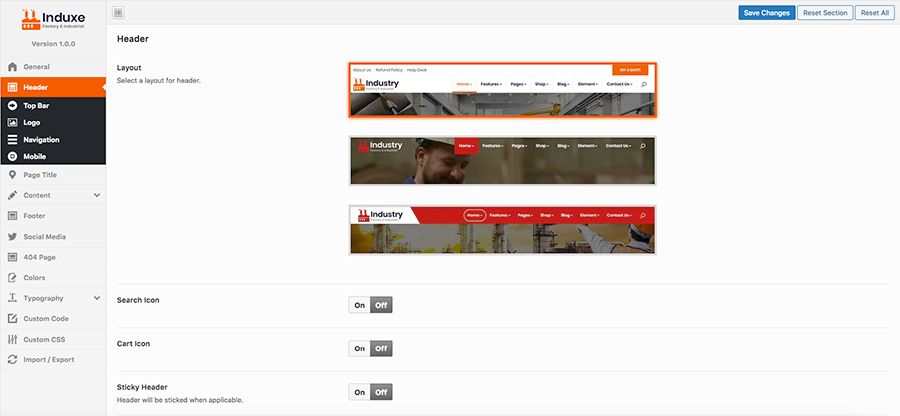 Induxe
Factory & Industrial
Version 1.0.0
Save Changes
Reset Section
Reset All
General
Header
Top Bar
Logo
Navigation
Mobile
Page Title
Content
Footer
Social Media
404 Page
Colors
Typography
Custom Code
Custom CSS
Import / Export
Header
Layout
Select a layout for header.
About Us Refund Policy Help Desk
GET A QUOTE
Industry
Factory & Industrial
Home Features Pages Shop Blog Element Contact Us
Industry
Factory & Industrial
Home Features Pages Shop Blog Element Contact Us
Industry
Factory & Industrial
Home Features Pages Shop Blog Element Contact Us
Search Icon
On Off
Cart Icon
On Off
Sticky Header
Header will be sticked when applicable.
On Off